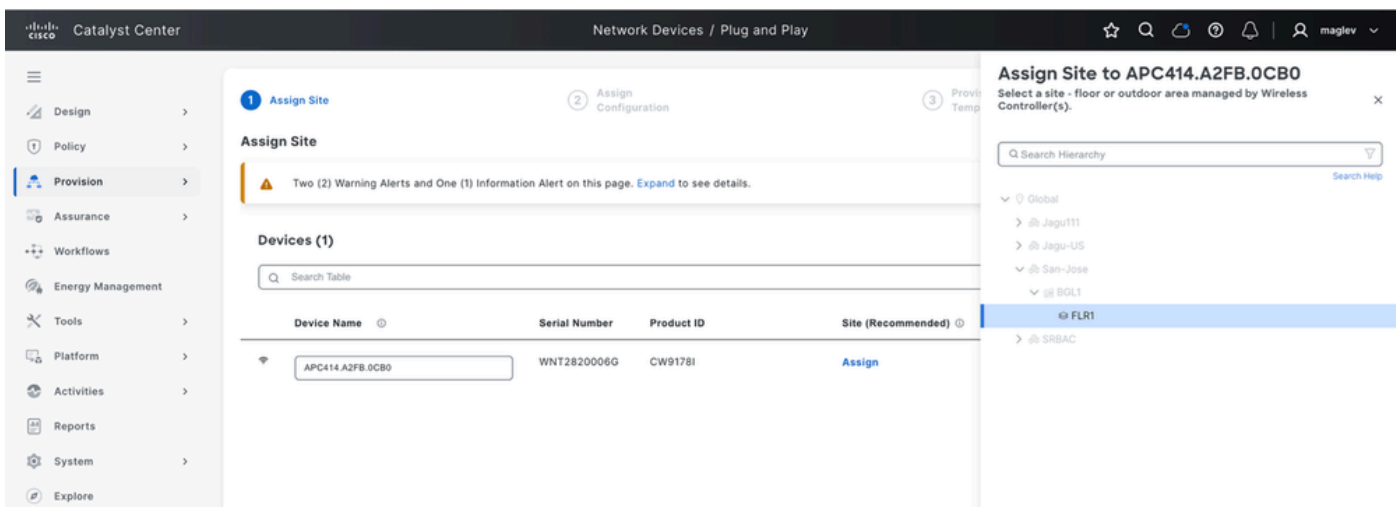 cisco Catalyst Center
Network Devices / Plug and Play
maglev
Design
Policy
Provision
Assurance
Workflows
Energy Management
Tools
Platform
Activities
Reports
System
Explore
1 Assign Site
2 Assign
Configuration
3 Provi
Temp
Assign Site
Two (2) Warning Alerts and One (1) Information Alert on this page. Expand to see details.
Devices (1)
Search Table
Device Name Serial Number Product ID Site (Recommended)
APC414.A2FB.0CB0 WNT2820006G CW9178I Assign
Assign Site to APC414.A2FB.0CB0
Select a site - floor or outdoor area managed by Wireless
Controller(s).
Search Hierarchy
Search Help
Global
Jagu111
Jagu-US
San-Jose
BGL1
FLR1
SRBAC